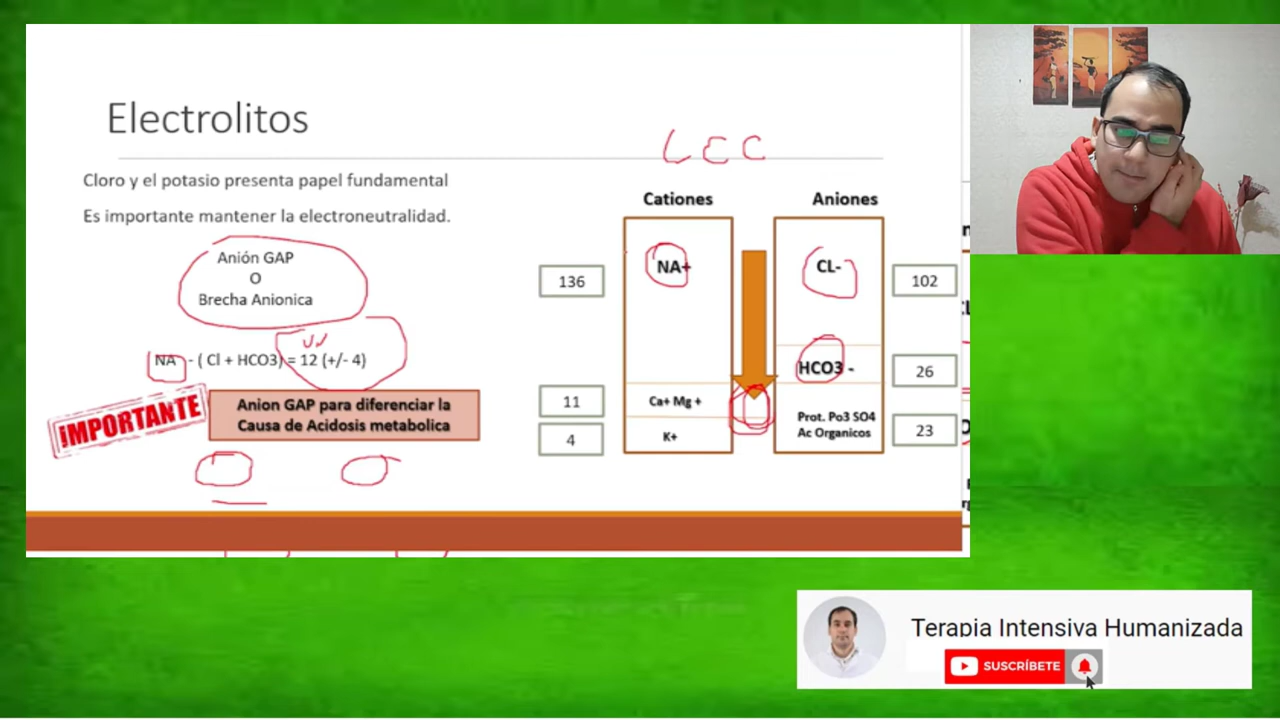 Electrolitos
LEC
Cloro y el potasio presenta papel fundamental
Es importante mantener la electroneutralidad.
Anión GAP
O
Brecha Anionica
NA - ( Cl + HCO3) = 12 (+/- 4)
IMPORTANTE
Anion GAP para diferenciar la
Causa de Acidosis metabolica
Cationes
Aniones
136
NA+
CL-
102
HCO3 -
26
11
Ca+ Mg +
4
K+
Prot. Po3 SO4
Ac Organicos
23
Terapia Intensiva Humanizada
SUSCRÍBETE